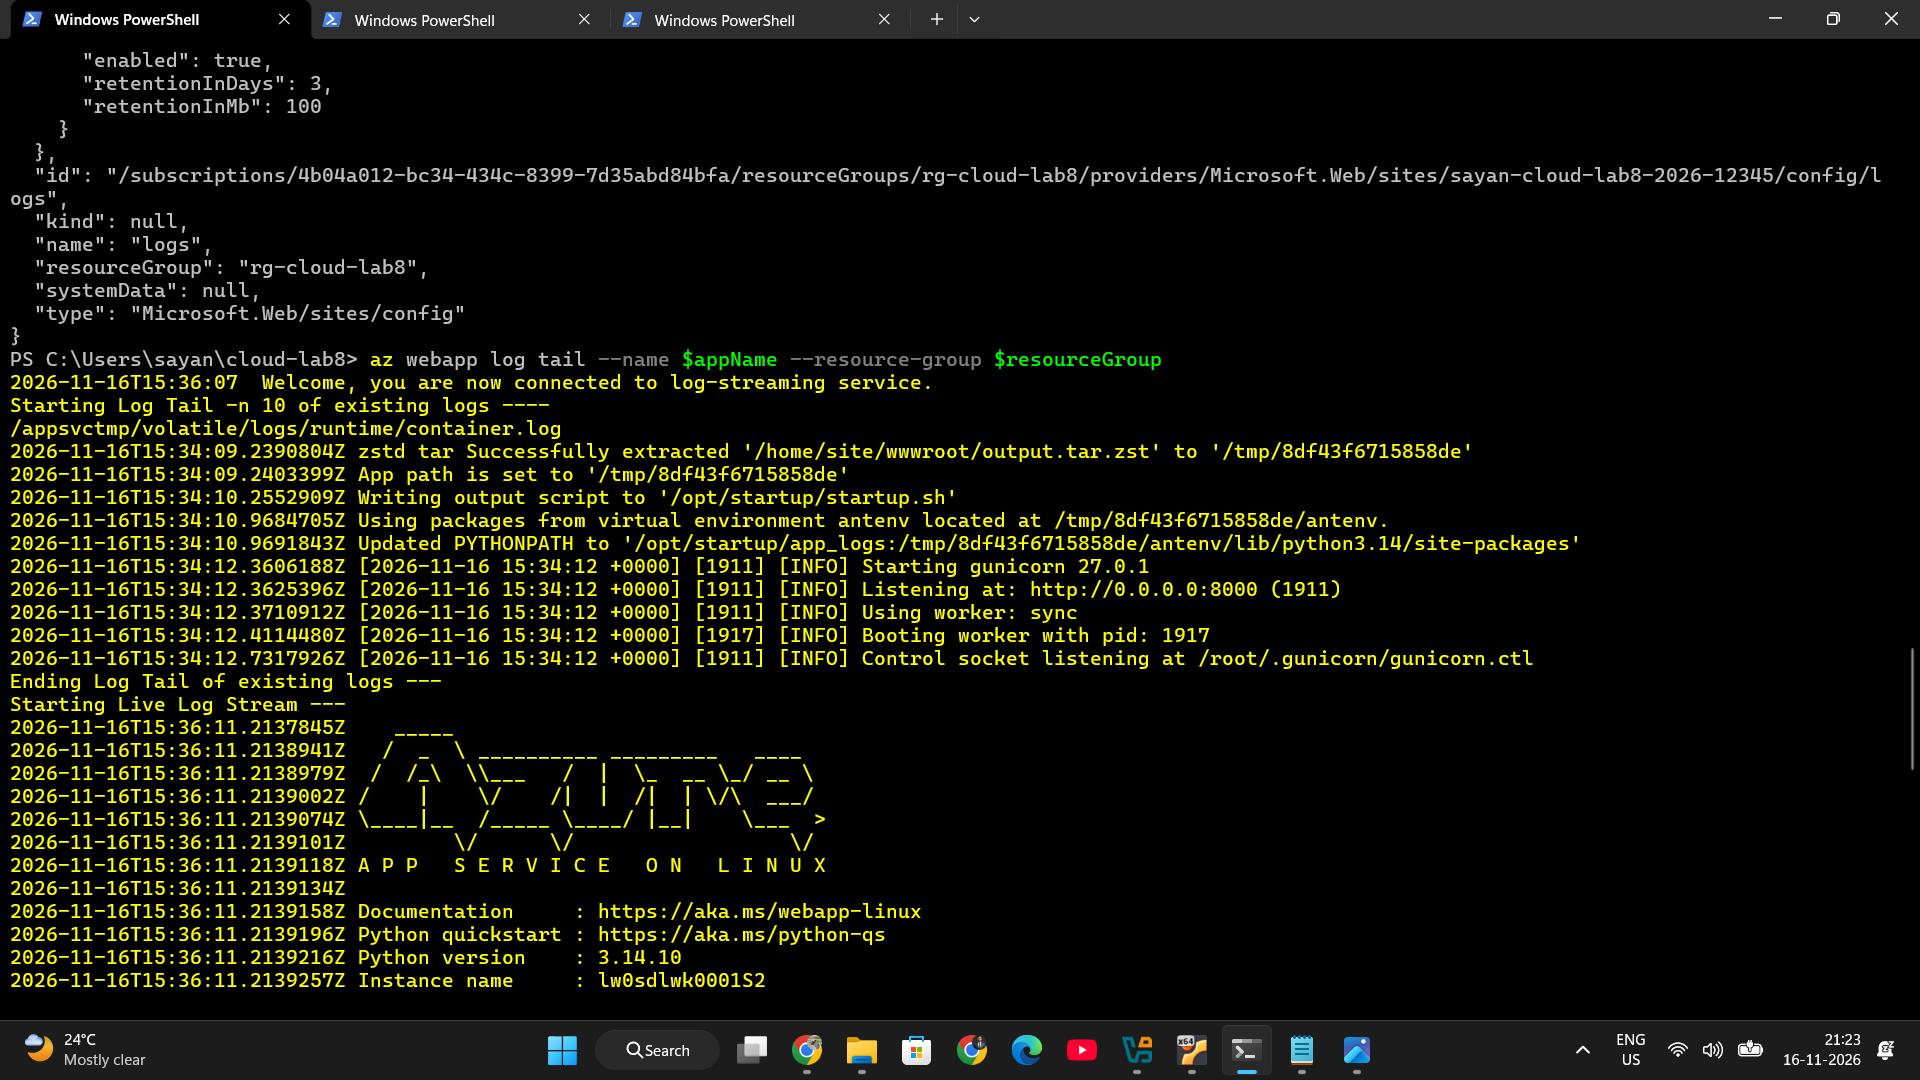 Windows PowerShell
Windows PowerShell
Windows PowerShell
"enabled": true,
"retentionInDays": 3,
"retentionInMb": 100
}
},
"id": "/subscriptions/4b04a012-bc34-434c-8399-7d35abd84bfa/resourceGroups/rg-cloud-lab8/providers/Microsoft.Web/sites/sayan-cloud-lab8-2026-12345/config/l
ogs",
"kind": null,
"name": "logs",
"resourceGroup": "rg-cloud-lab8",
"systemData": null,
"type": "Microsoft.Web/sites/config"
}
PS C:\Users\sayan\cloud-lab8> az webapp log tail --name $appName --resource-group $resourceGroup
2026-11-16T15:36:07  Welcome, you are now connected to log-streaming service.
Starting Log Tail -n 10 of existing logs ----
/appsvctmp/volatile/logs/runtime/container.log
2026-11-16T15:34:09.2390804Z zstd tar Successfully extracted '/home/site/wwwroot/output.tar.zst' to '/tmp/8df43f6715858de'
2026-11-16T15:34:09.2403399Z App path is set to '/tmp/8df43f6715858de'
2026-11-16T15:34:10.2552909Z Writing output script to '/opt/startup/startup.sh'
2026-11-16T15:34:10.9684705Z Using packages from virtual environment antenv located at /tmp/8df43f6715858de/antenv.
2026-11-16T15:34:10.9691843Z Updated PYTHONPATH to '/opt/startup/app_logs:/tmp/8df43f6715858de/antenv/lib/python3.14/site-packages'
2026-11-16T15:34:12.3606188Z [2026-11-16 15:34:12 +0000] [1911] [INFO] Starting gunicorn 27.0.1
2026-11-16T15:34:12.3625396Z [2026-11-16 15:34:12 +0000] [1911] [INFO] Listening at: http://0.0.0.0:8000 (1911)
2026-11-16T15:34:12.3710912Z [2026-11-16 15:34:12 +0000] [1911] [INFO] Using worker: sync
2026-11-16T15:34:12.4114480Z [2026-11-16 15:34:12 +0000] [1917] [INFO] Booting worker with pid: 1917
2026-11-16T15:34:12.7317926Z [2026-11-16 15:34:12 +0000] [1911] [INFO] Control socket listening at /root/.gunicorn/gunicorn.ctl
Ending Log Tail of existing logs ---
Starting Live Log Stream ---
2026-11-16T15:36:11.2137845Z    _____
2026-11-16T15:36:11.2138941Z   /  _  \ __________ _________   ____
2026-11-16T15:36:11.2138979Z  /  /_\  \\___   /  |  \_  __ \_/ __ \
2026-11-16T15:36:11.2139002Z /    |    \/    /|  |  /|  | \/\  ___/
2026-11-16T15:36:11.2139074Z \____|__  /_____ \____/ |__|    \___  >
2026-11-16T15:36:11.2139101Z         \/      \/                  \/
2026-11-16T15:36:11.2139118Z A P P   S E R V I C E   O N   L I N U X
2026-11-16T15:36:11.2139134Z
2026-11-16T15:36:11.2139158Z Documentation     : https://aka.ms/webapp-linux
2026-11-16T15:36:11.2139196Z Python quickstart : https://aka.ms/python-qs
2026-11-16T15:36:11.2139216Z Python version    : 3.14.10
2026-11-16T15:36:11.2139257Z Instance name     : lw0sdlwk0001S2
24°C
Mostly clear
Search
x64
ENG
US
21:23
16-11-2026